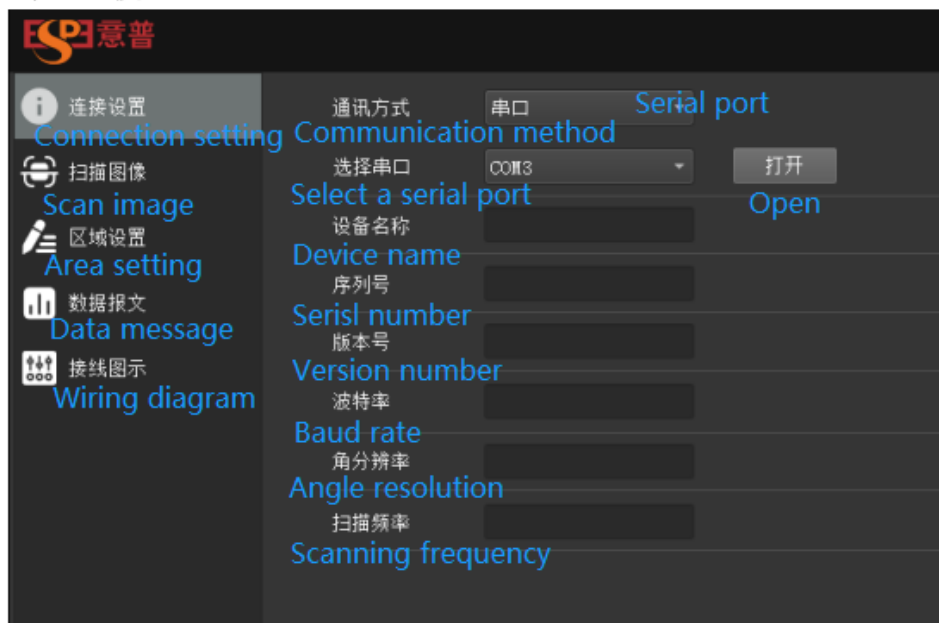 ESPE意普
连接设置
Connection setting
扫描图像
Scan image
区域设置
Area setting
数据报文
Data message
接线图示
Wiring diagram
通讯方式 串口 Serial port
Communication method
选择串口 COM3 打开
Select a serial port Open
设备名称
Device name
序列号
Serisl number
版本号
Version number
波特率
Baud rate
角分辨率
Angle resolution
扫描频率
Scanning frequency